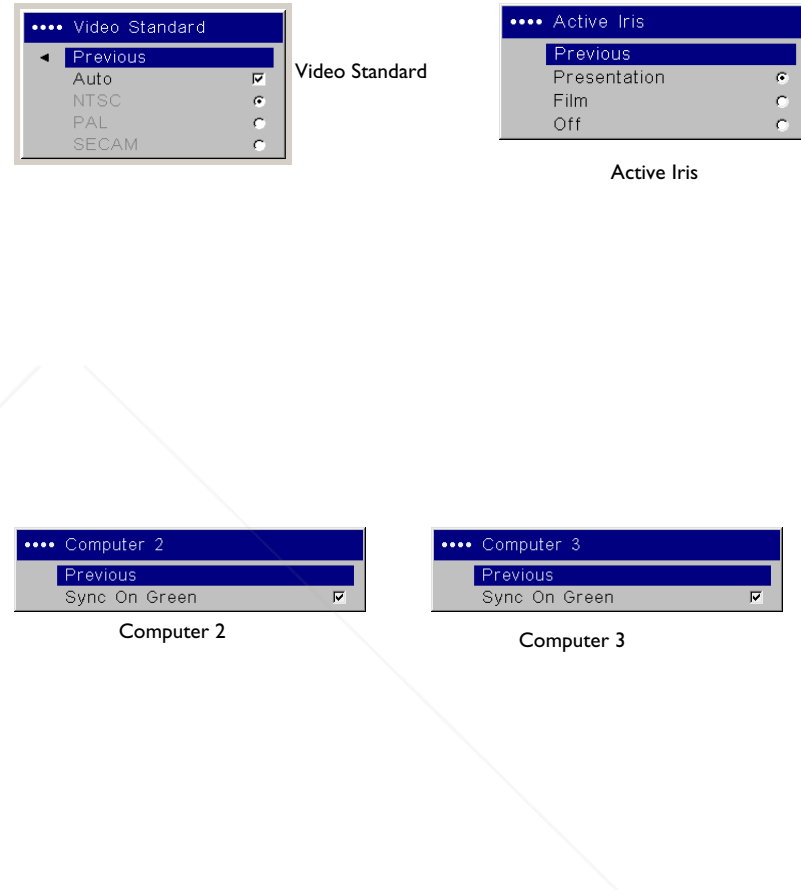 Video Standard
Previous
Auto
NTSC
PAL
SECAM
Video Standard
Active Iris
Previous
Presentation
Film
Off
Active Iris
Computer 2
Previous
Sync On Green
Computer 2
Computer 3
Previous
Sync On Green
Computer 3